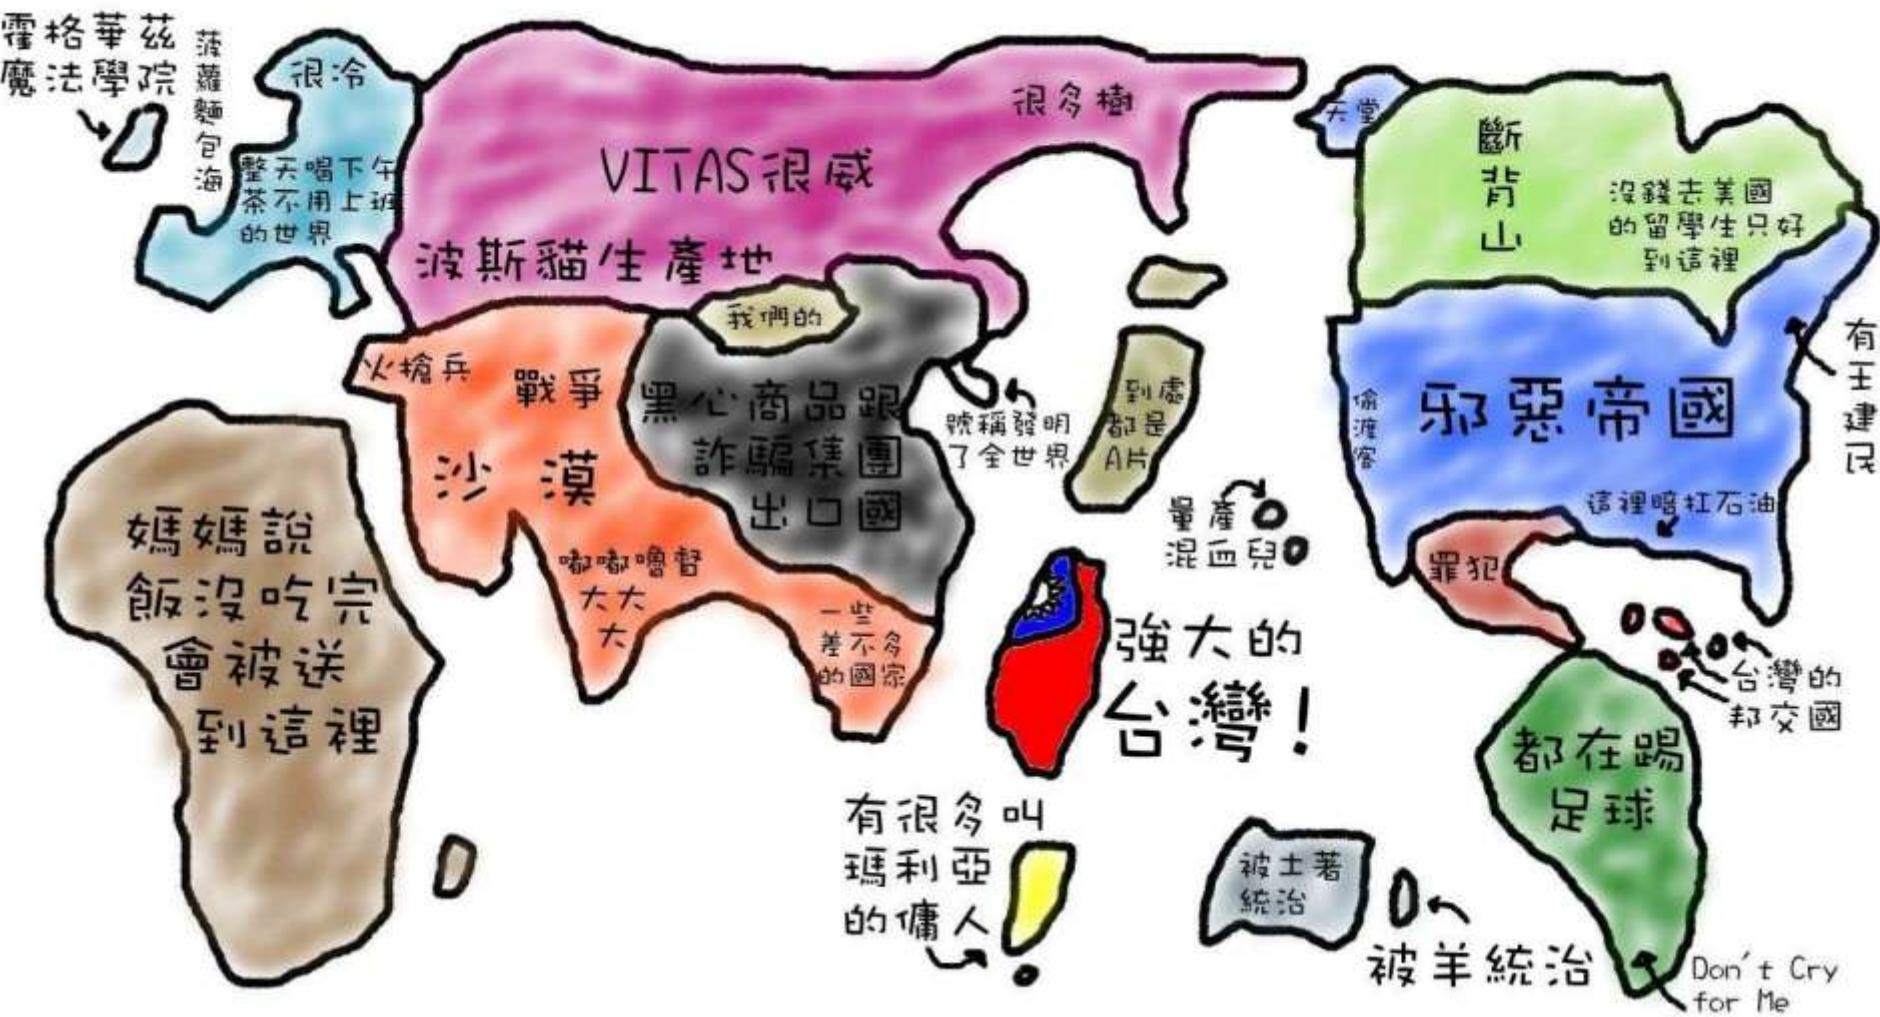 霍格華茲
魔法學院
菠蘿麵包海
很冷
整天喝下午
茶不用上班
的世界
很多樹
VITAS很威
波斯貓生產地
我們的
火槍兵
戰爭
沙漠
嘟嘟嚕督
大大
大
一些
差不多
的國家
黑心商品跟
詐騙集團
出口國
號稱發明
了全世界
到處
都是
A片
量產
混血兒
強大的
台灣!
媽媽說
飯沒吃完
會被送
到這裡
有很多叫
瑪利亞
的傭人
天堂
斷背山
沒錢去美國
的留學生只好
到這裡
有王建民
邪惡帝國
偷渡客
這裡暗扛石油
罪犯
台灣的
邦交國
都在踢
足球
被土著
統治
被羊統治
Don't Cry
for Me